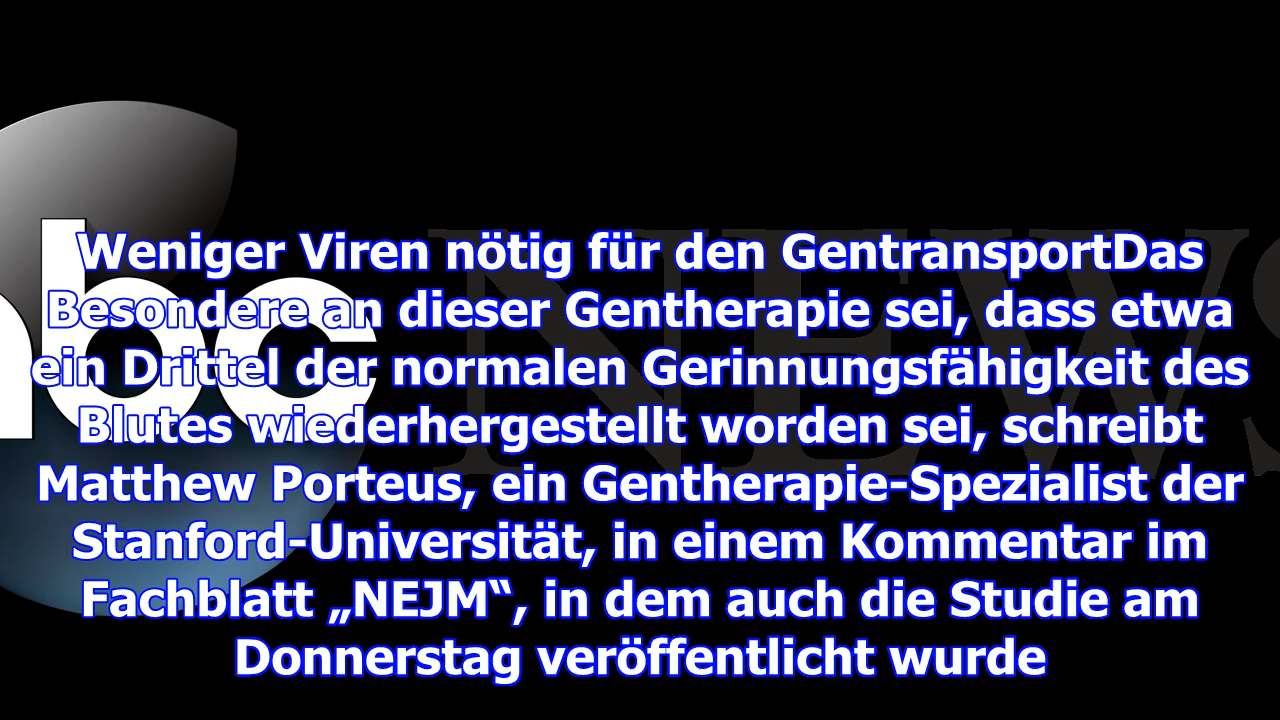 Weniger Viren nötig für den GentransportDas
Besondere an dieser Gentherapie sei, dass etwa
ein Drittel der normalen Gerinnungsfähigkeit des
Blutes wiederhergestellt worden sei, schreibt
Matthew Porteus, ein Gentherapie-Spezialist der
Stanford-Universität, in einem Kommentar im
Fachblatt „NEJM“, in dem auch die Studie am
Donnerstag veröffentlicht wurde
abc NEWS